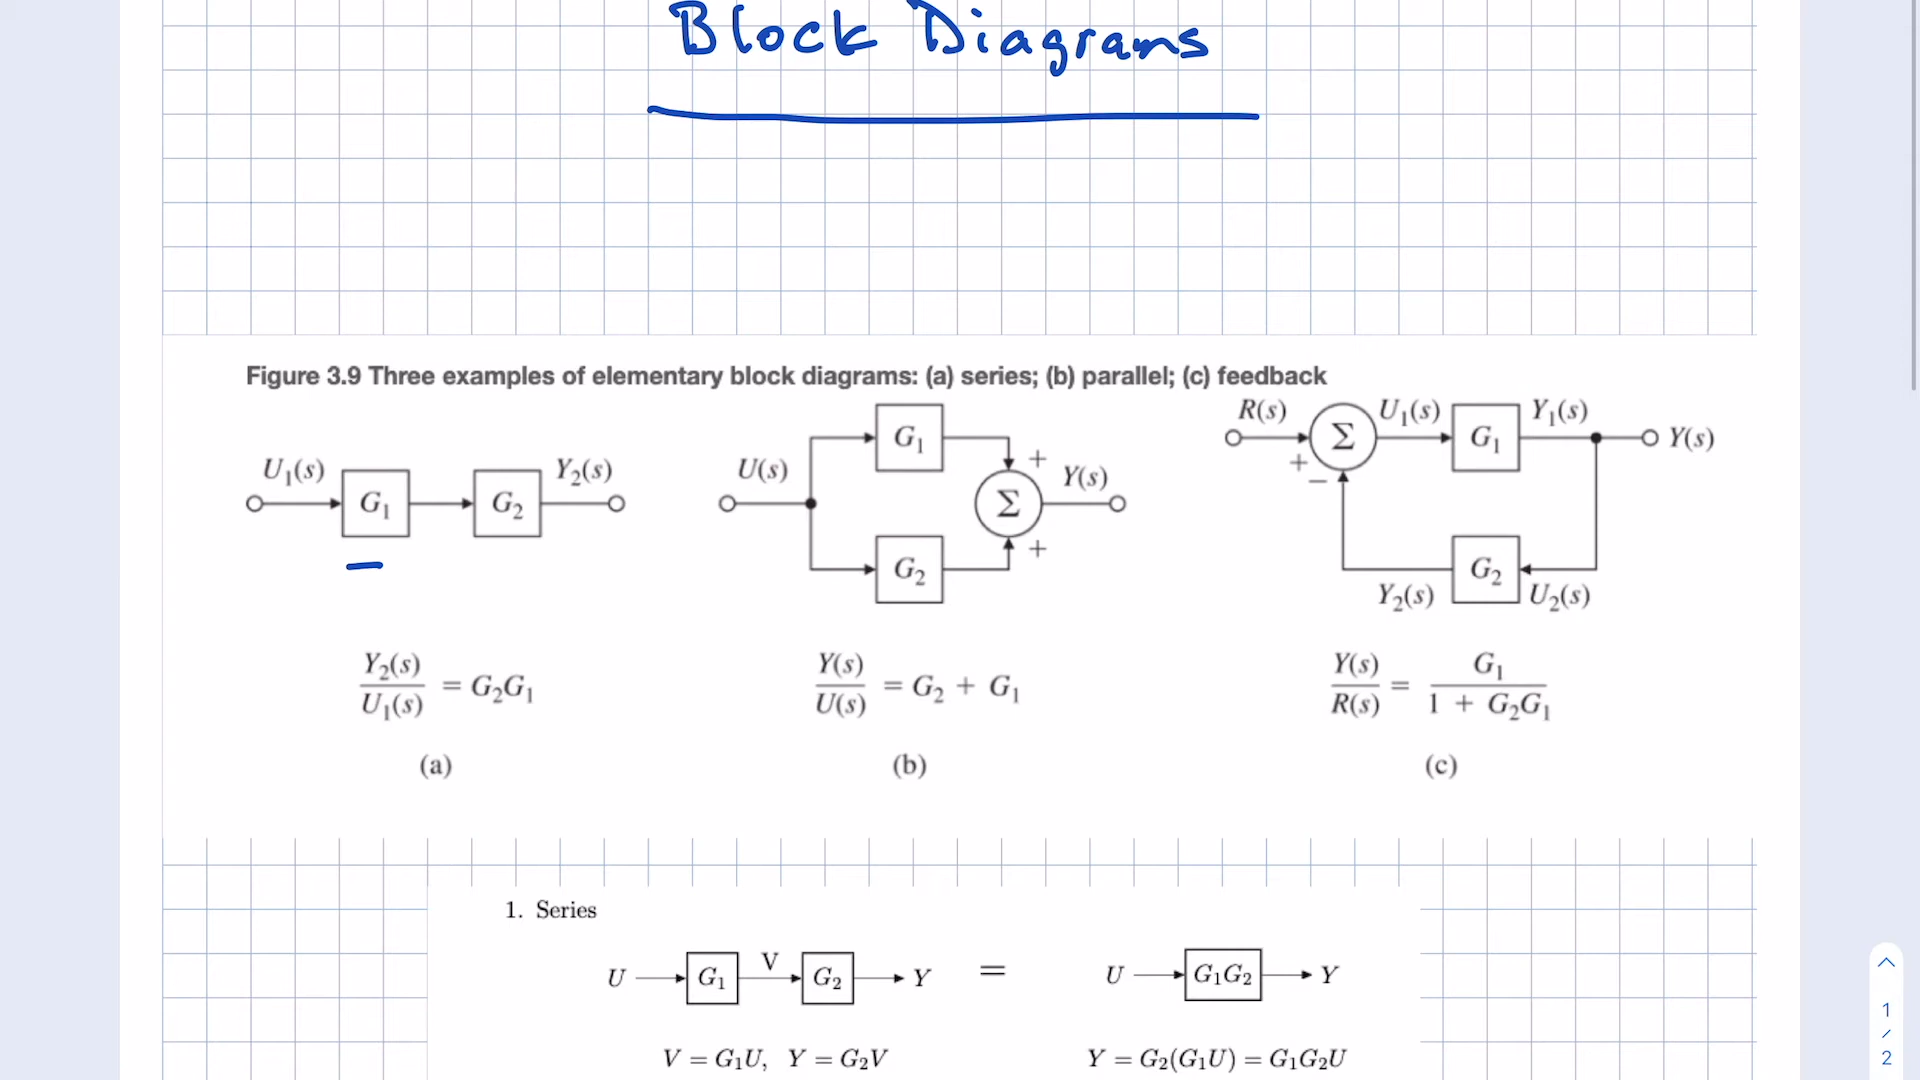 Block Diagrams
Figure 3.9 Three examples of elementary block diagrams: (a) series; (b) parallel; (c) feedback
U₁(s) G₁ G₂ Y₂(s)
Y₂(s)/U₁(s) = G₂G₁
(a)
U(s) G₁ G₂ + Σ + Y(s)
Y(s)/U(s) = G₂ + G₁
(b)
R(s) + − Σ U₁(s) G₁ Y₁(s) Y(s)
Y₂(s) G₂ U₂(s)
Y(s)/R(s) = G₁/(1 + G₂G₁)
(c)
1. Series
U G₁ V G₂ Y = U G₁G₂ Y
V = G₁U, Y = G₂V
Y = G₂(G₁U) = G₁G₂U
1
/
2